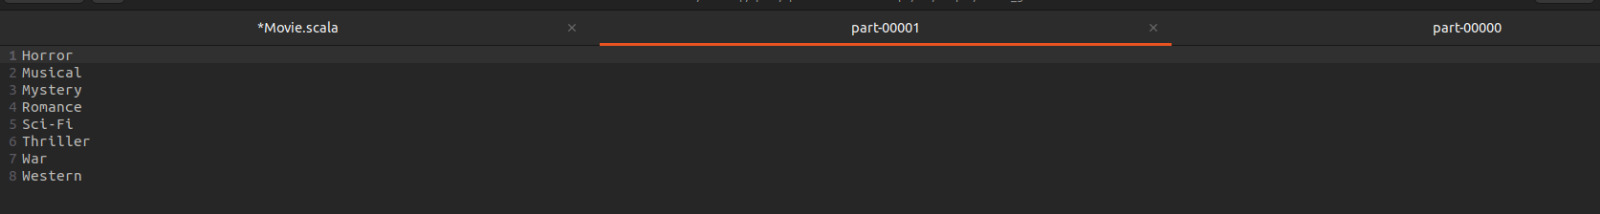 *Movie.scala × part-00001 × part-00000
1 Horror
2 Musical
3 Mystery
4 Romance
5 Sci-Fi
6 Thriller
7 War
8 Western